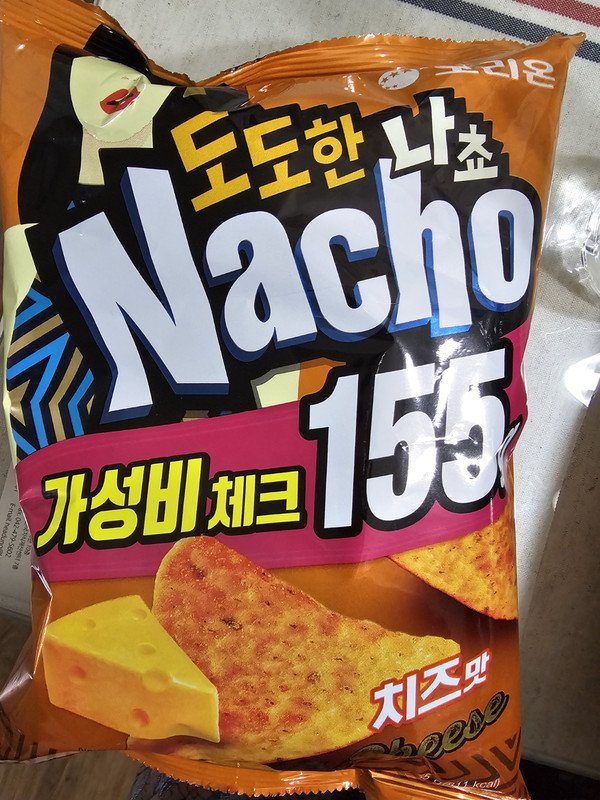 오리온
도도한 나쵸
Nacho
155
가성비 체크
치즈맛
Cheese